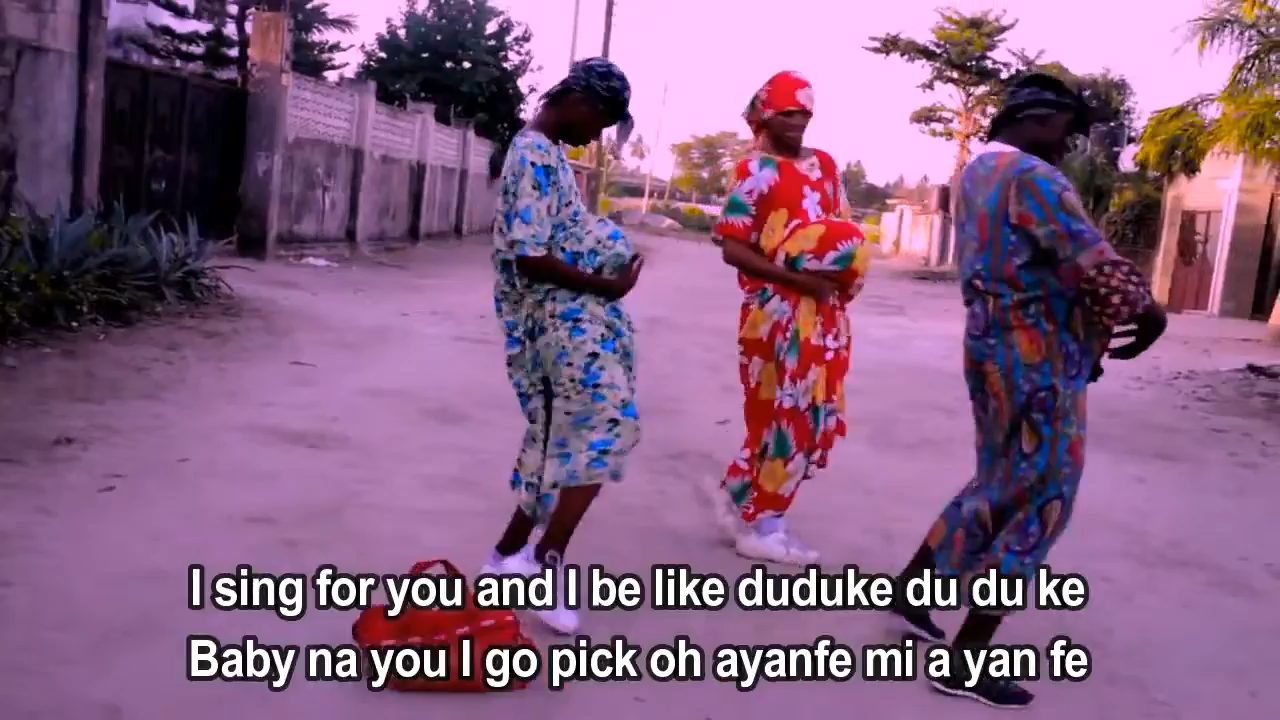 I sing for you and I be like duduke du du ke
Baby na you I go pick oh ayanfe mi a yan fe